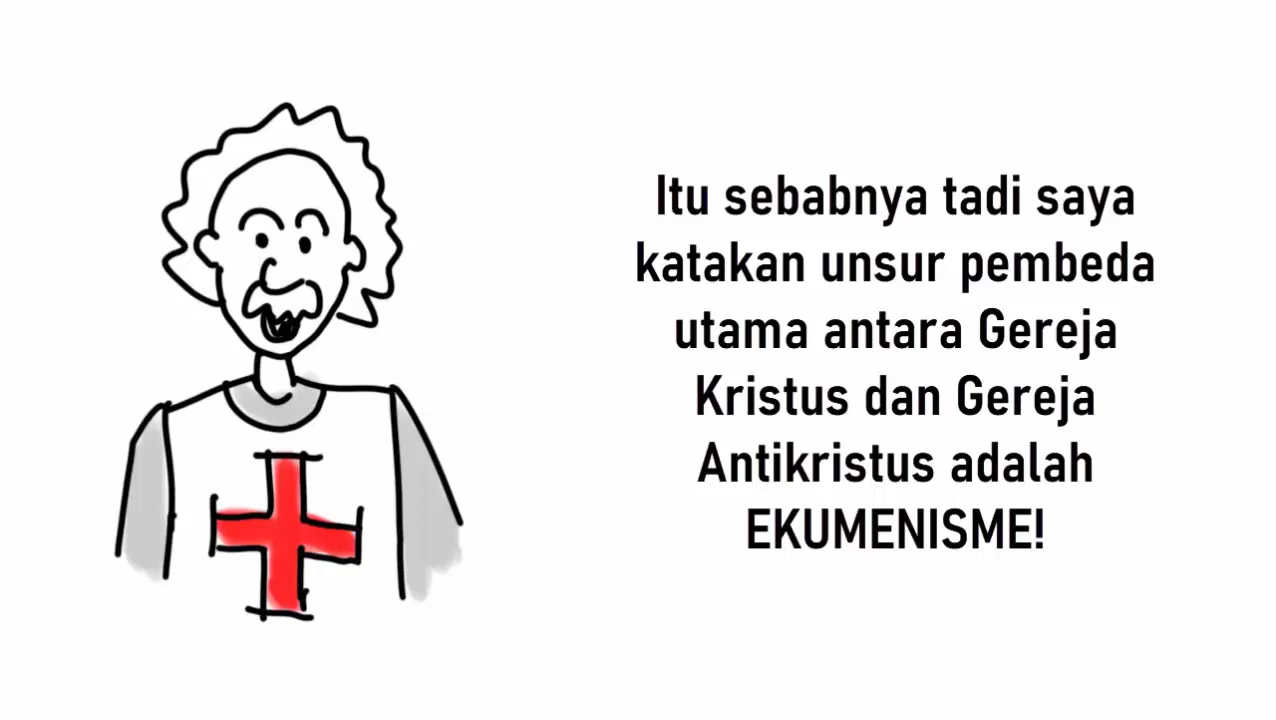 Itu sebabnya tadi saya
katakan unsur pembeda
utama antara Gereja
Kristus dan Gereja
Antikristus adalah
EKUMENISME!